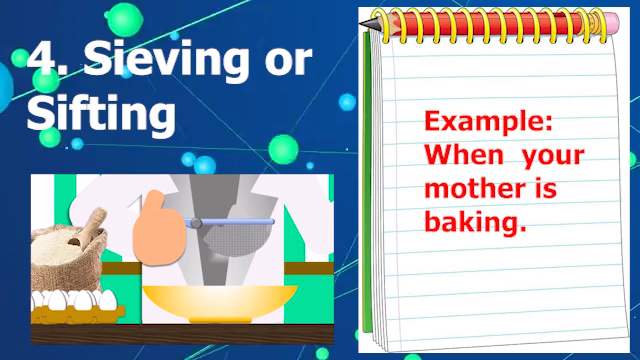 4. Sieving or
Sifting
Example:
When your
mother is
baking.